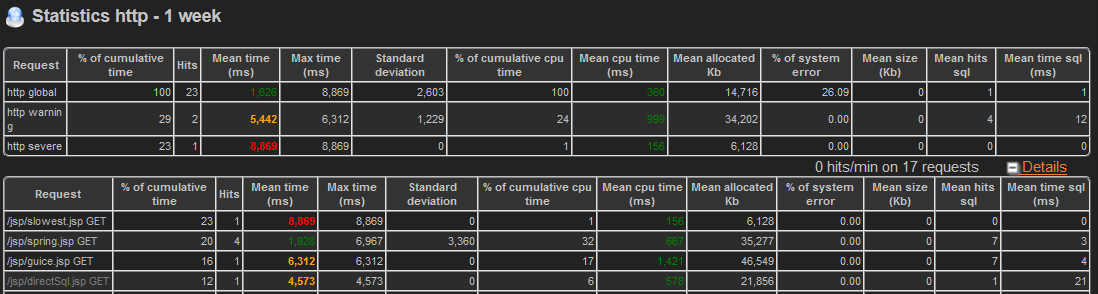 Statistics http - 1 week
Request % of cumulative time Hits Mean time (ms) Max time (ms) Standard deviation % of cumulative cpu time Mean cpu time (ms) Mean allocated Kb % of system error Mean size (Kb) Mean hits sql Mean time sql (ms)
http global 100 23 1,626 8,869 2,603 100 360 14,716 26.09 0 1 1
http warning 29 2 5,442 6,312 1,229 24 999 34,202 0.00 0 4 12
http severe 23 1 8,869 8,869 0 1 156 6,128 0.00 0 0 0
0 hits/min on 17 requests Details
Request % of cumulative time Hits Mean time (ms) Max time (ms) Standard deviation % of cumulative cpu time Mean cpu time (ms) Mean allocated Kb % of system error Mean size (Kb) Mean hits sql Mean time sql (ms)
/jsp/slowest.jsp GET 23 1 8,869 8,869 0 1 156 6,128 0.00 0 0 0
/jsp/spring.jsp GET 20 4 1,928 6,967 3,360 32 667 35,277 0.00 0 7 3
/jsp/guice.jsp GET 16 1 6,312 6,312 0 17 1,421 46,549 0.00 0 7 4
/jsp/directSql.jsp GET 12 1 4,573 4,573 0 6 578 21,856 0.00 0 1 21